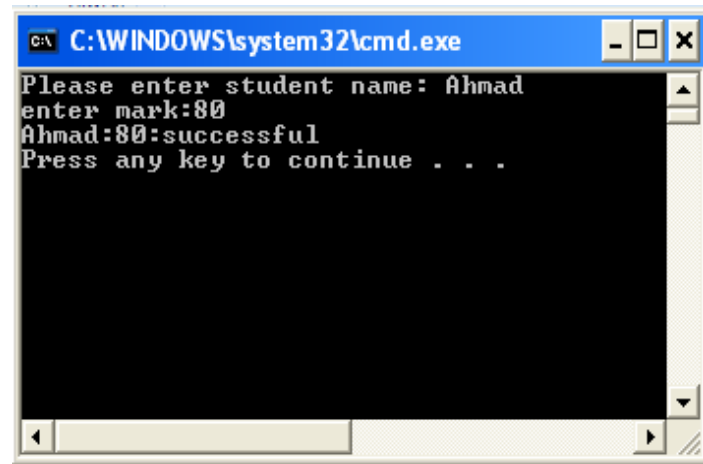 C:\WINDOWS\system32\cmd.exe
Please enter student name: Ahmad
enter mark:80
Ahmad:80:successful
Press any key to continue . . .